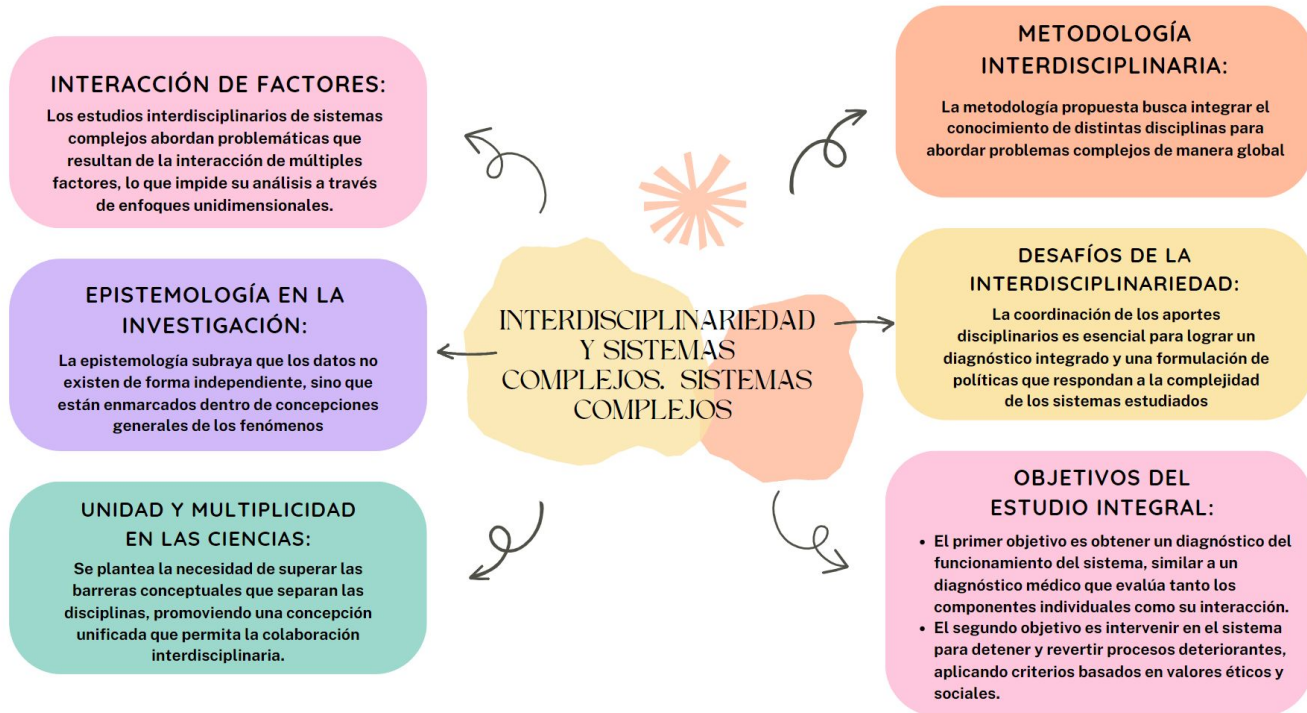 INTERACCIÓN DE FACTORES:
Los estudios interdisciplinarios de sistemas
complejos abordan problemáticas que
resultan de la interacción de múltiples
factores, lo que impide su análisis a través
de enfoques unidimensionales.
EPISTEMOLOGÍA EN LA
INVESTIGACIÓN:
La epistemología subraya que los datos no
existen de forma independiente, sino que
están enmarcados dentro de concepciones
generales de los fenómenos
UNIDAD Y MULTIPLICIDAD
EN LAS CIENCIAS:
Se plantea la necesidad de superar las
barreras conceptuales que separan las
disciplinas, promoviendo una concepción
unificada que permita la colaboración
interdisciplinaria.
INTERDISCIPLINARIEDAD
Y SISTEMAS
COMPLEJOS. SISTEMAS
COMPLEJOS
METODOLOGÍA
INTERDISCIPLINARIA:
La metodología propuesta busca integrar el
conocimiento de distintas disciplinas para
abordar problemas complejos de manera global
DESAFÍOS DE LA
INTERDISCIPLINARIEDAD:
La coordinación de los aportes
disciplinarios es esencial para lograr un
diagnóstico integrado y una formulación de
políticas que respondan a la complejidad
de los sistemas estudiados
OBJETIVOS DEL
ESTUDIO INTEGRAL:
• El primer objetivo es obtener un diagnóstico del
funcionamiento del sistema, similar a un
diagnóstico médico que evalúa tanto los
componentes individuales como su interacción.
• El segundo objetivo es intervenir en el sistema
para detener y revertir procesos deteriorantes,
aplicando criterios basados en valores éticos y
sociales.